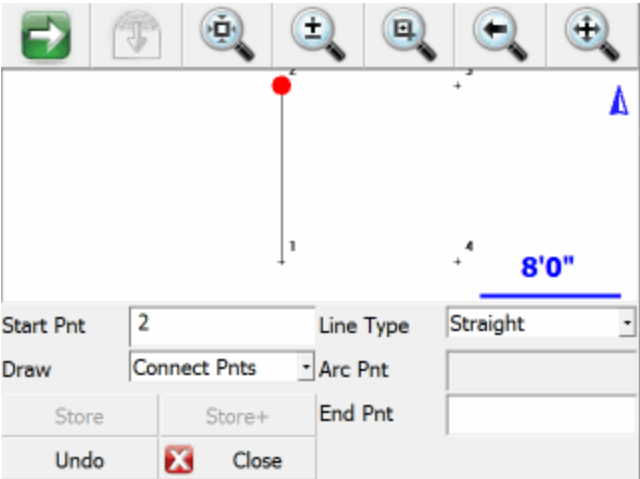 2 3
1 4
8'0"
Start Pnt 2 Line Type Straight
Draw Connect Pnts Arc Pnt
Store Store+ End Pnt
Undo Close